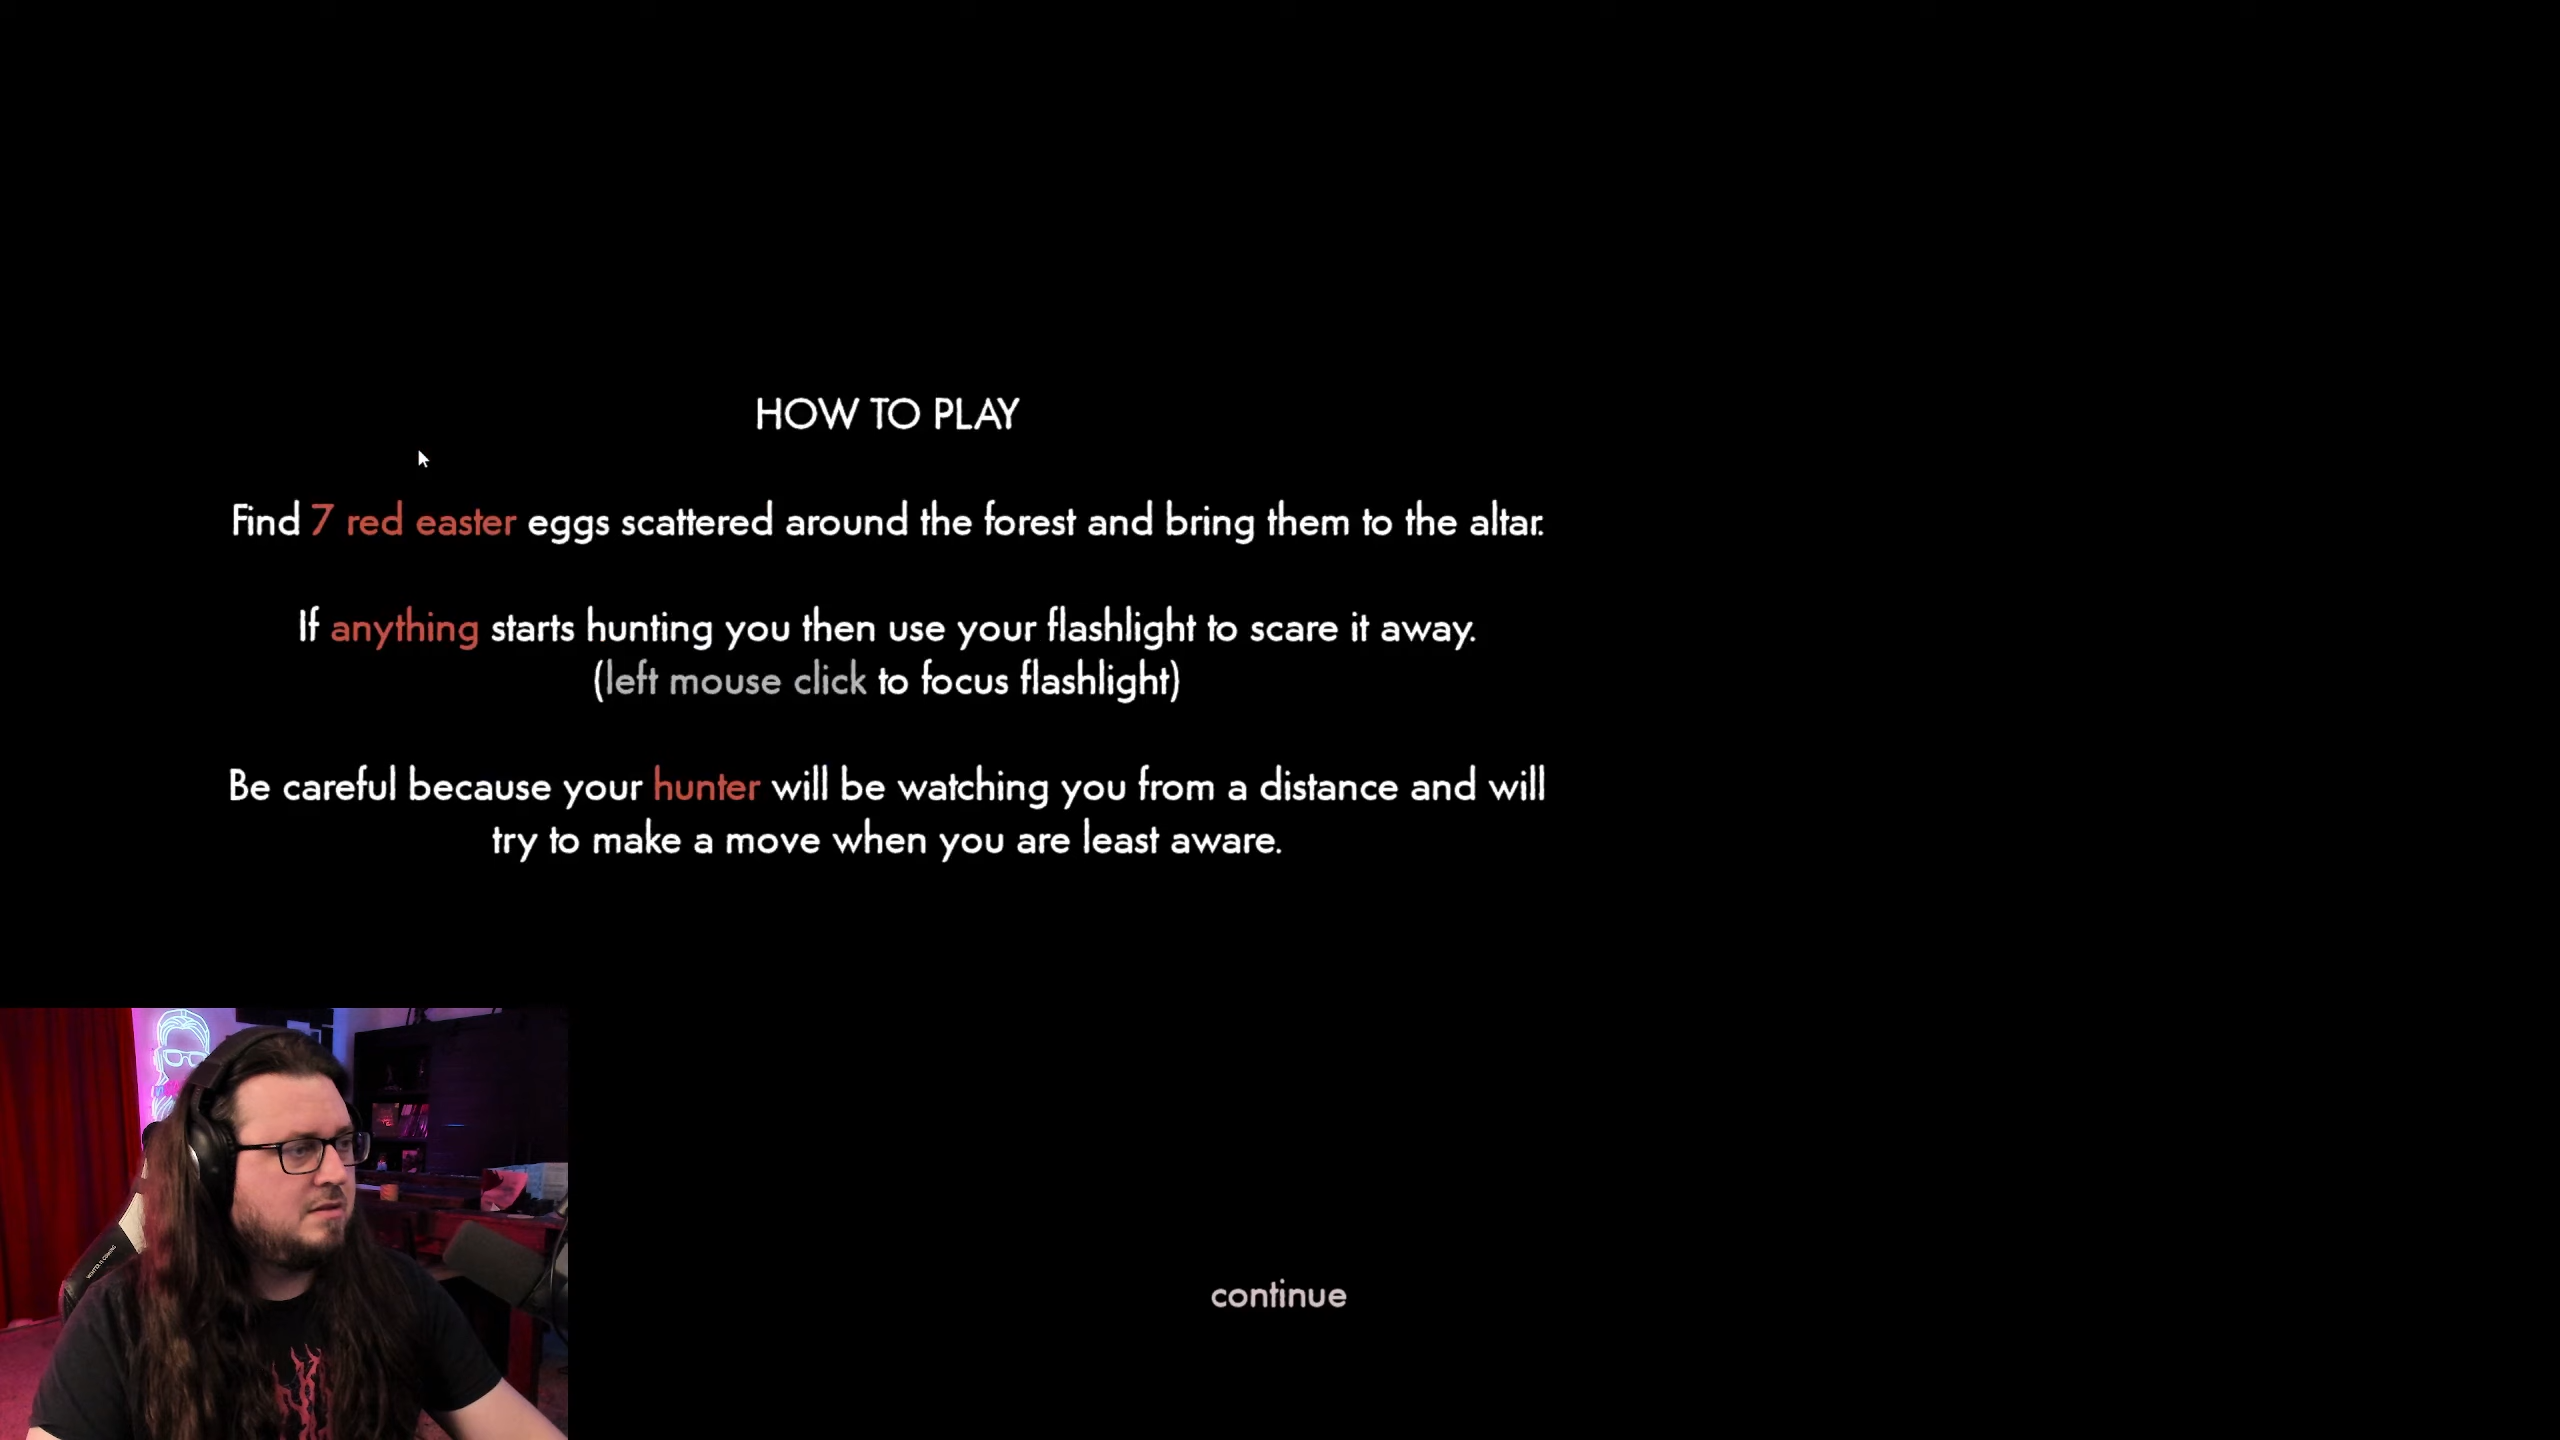 HOW TO PLAY
Find 7 red easter eggs scattered around the forest and bring them to the altar.
If anything starts hunting you then use your flashlight to scare it away.
(left mouse click to focus flashlight)
Be careful because your hunter will be watching you from a distance and will
try to make a move when you are least aware.
WINTER IS COMING
continue